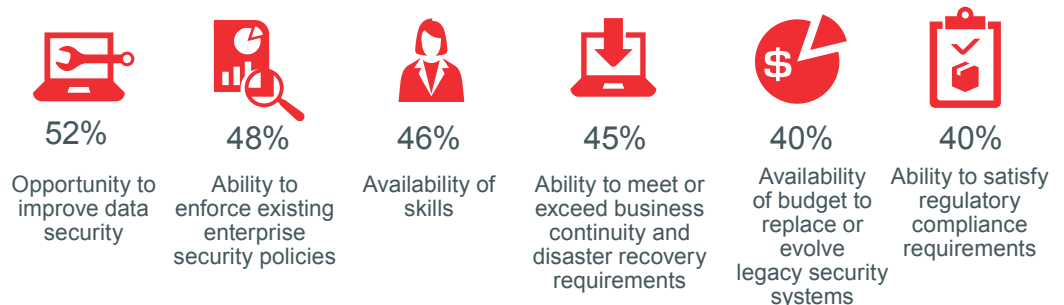 $
52%
Opportunity to
improve data
security
48%
Ability to
enforce existing
enterprise
security policies
46%
Availability of
skills
45%
Ability to meet or
exceed business
continuity and
disaster recovery
requirements
40%
Availability
of budget to
replace or
evolve
legacy security
systems
40%
Ability to satisfy
regulatory
compliance
requirements